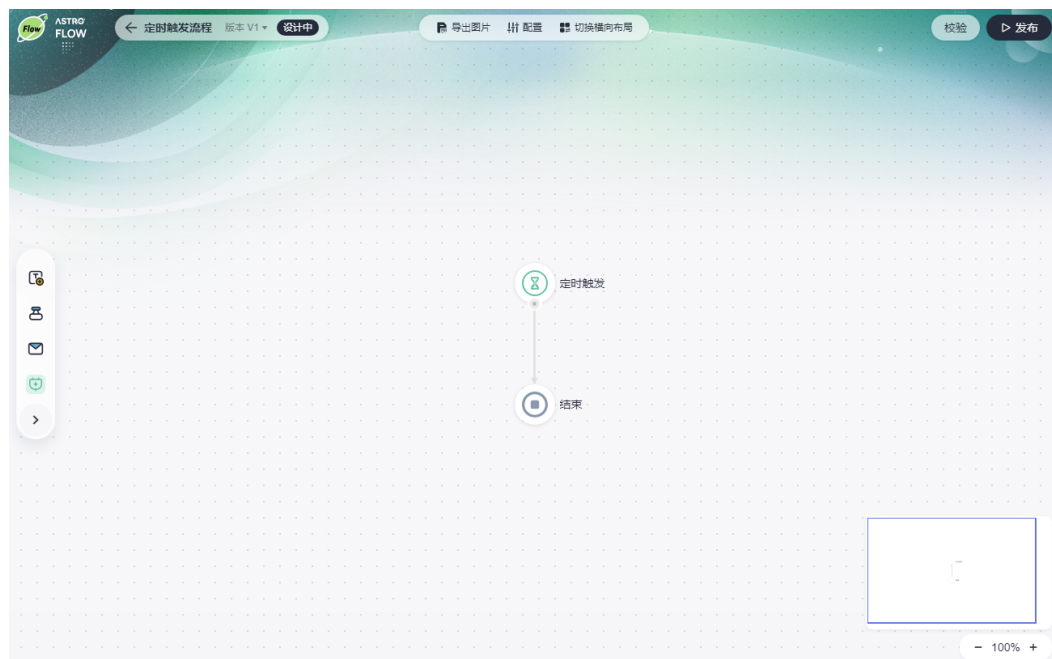 Flow
ASTRO
FLOW
定时触发流程 版本 V1 设计中
导出图片 配置 切换横向布局
校验 发布
定时触发
结束
− 100% +